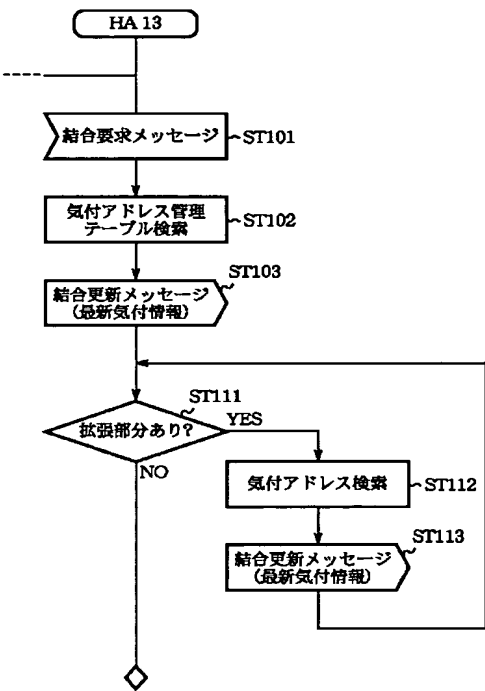 HA 13
結合要求メッセージ
ST101
気付アドレス管理
テーブル検索
ST102
ST103
結合更新メッセージ
(最新気付情報)
ST111
拡張部分あり?
YES
NO
気付アドレス検索
ST112
ST113
結合更新メッセージ
(最新気付情報)